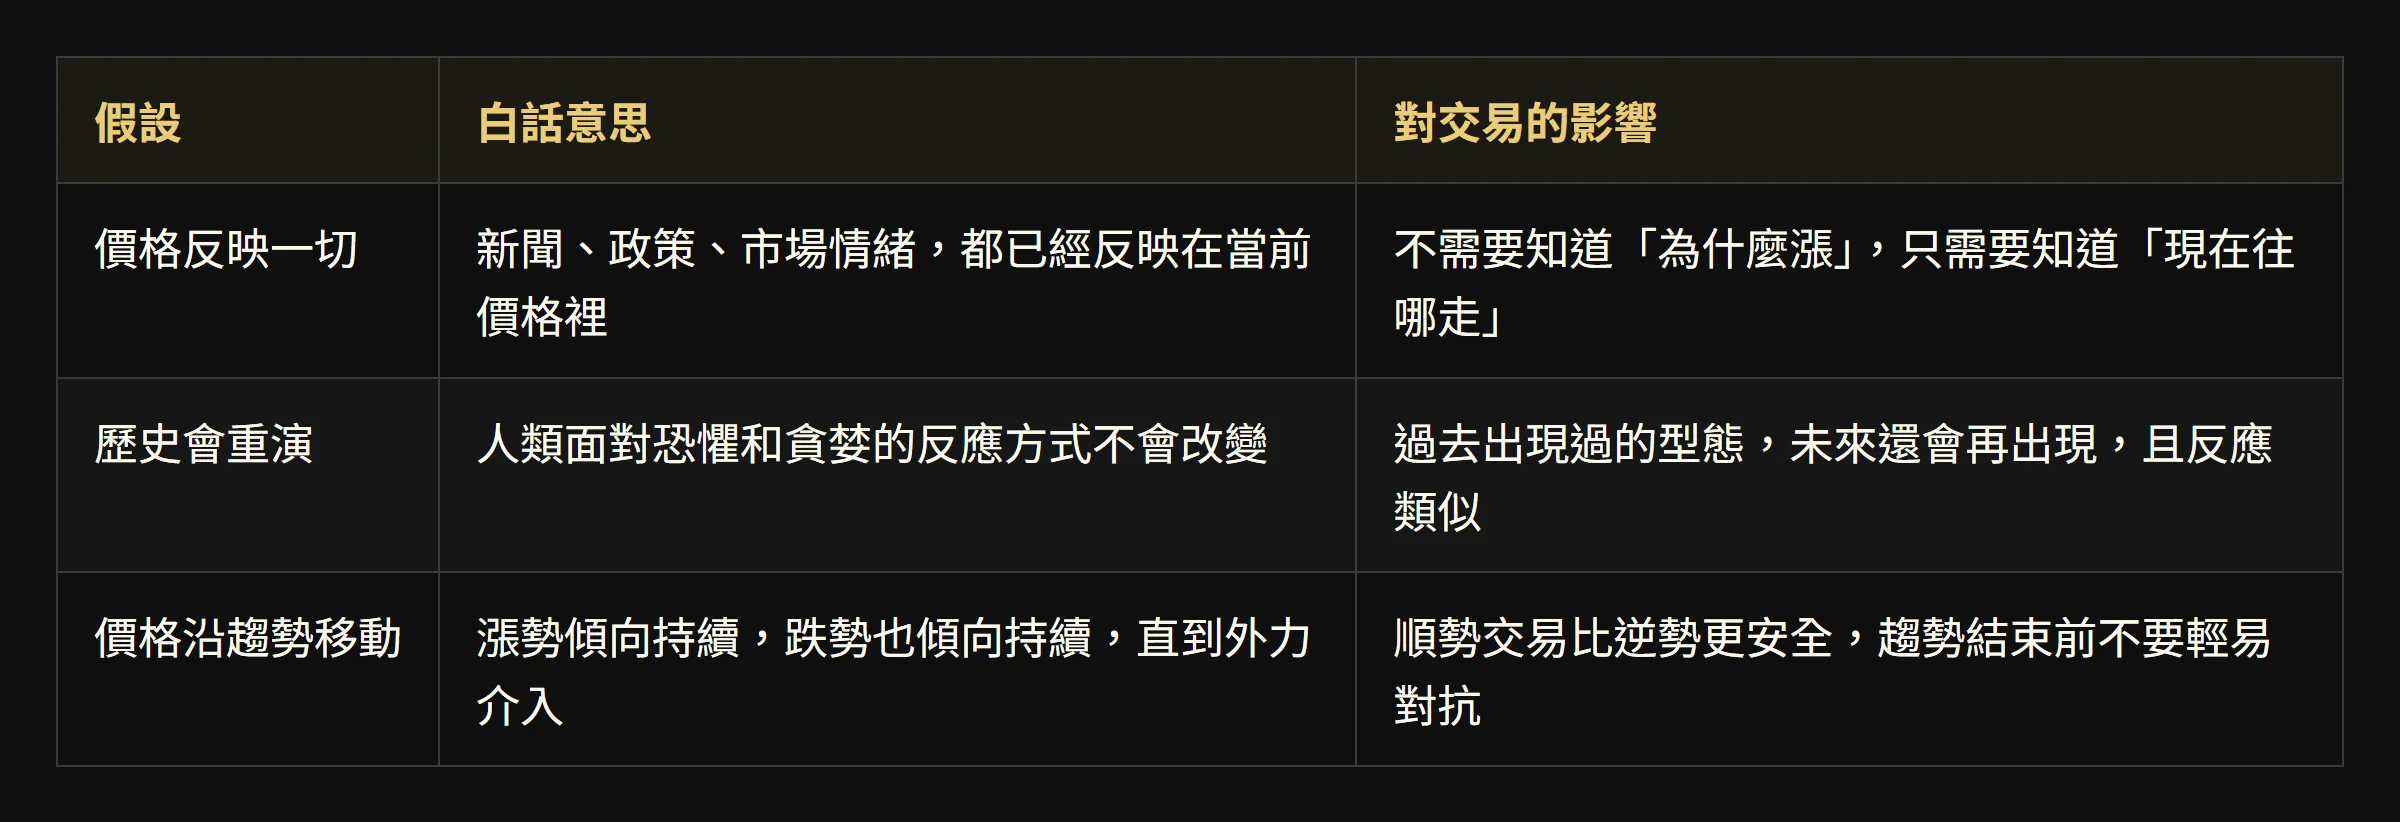 假設
白話意思
對交易的影響
價格反映一切
新聞、政策、市場情緒，都已經反映在當前
價格裡
不需要知道「為什麼漲」，只需要知道「現在往
哪走」
歷史會重演
人類面對恐懼和貪婪的反應方式不會改變
過去出現過的型態，未來還會再出現，且反應
類似
價格沿趨勢移動
漲勢傾向持續，跌勢也傾向持續，直到外力
介入
順勢交易比逆勢更安全，趨勢結束前不要輕易
對抗